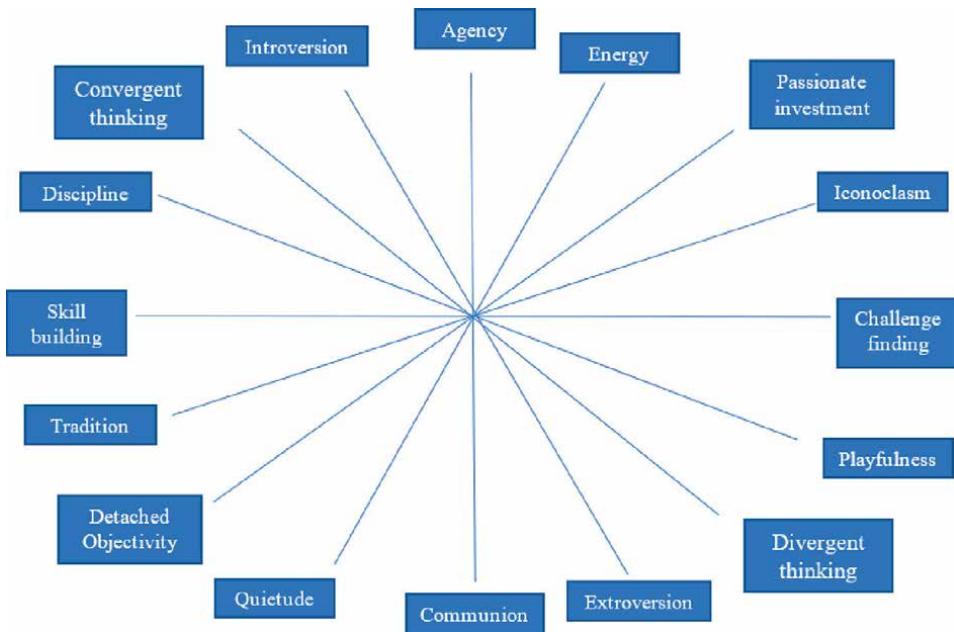 Agency
Introversion
Energy
Convergent
thinking
Passionate
investment
Discipline
Iconoclasm
Skill
building
Challenge
finding
Tradition
Playfulness
Detached
Objectivity
Divergent
thinking
Quietude
Communion
Extroversion